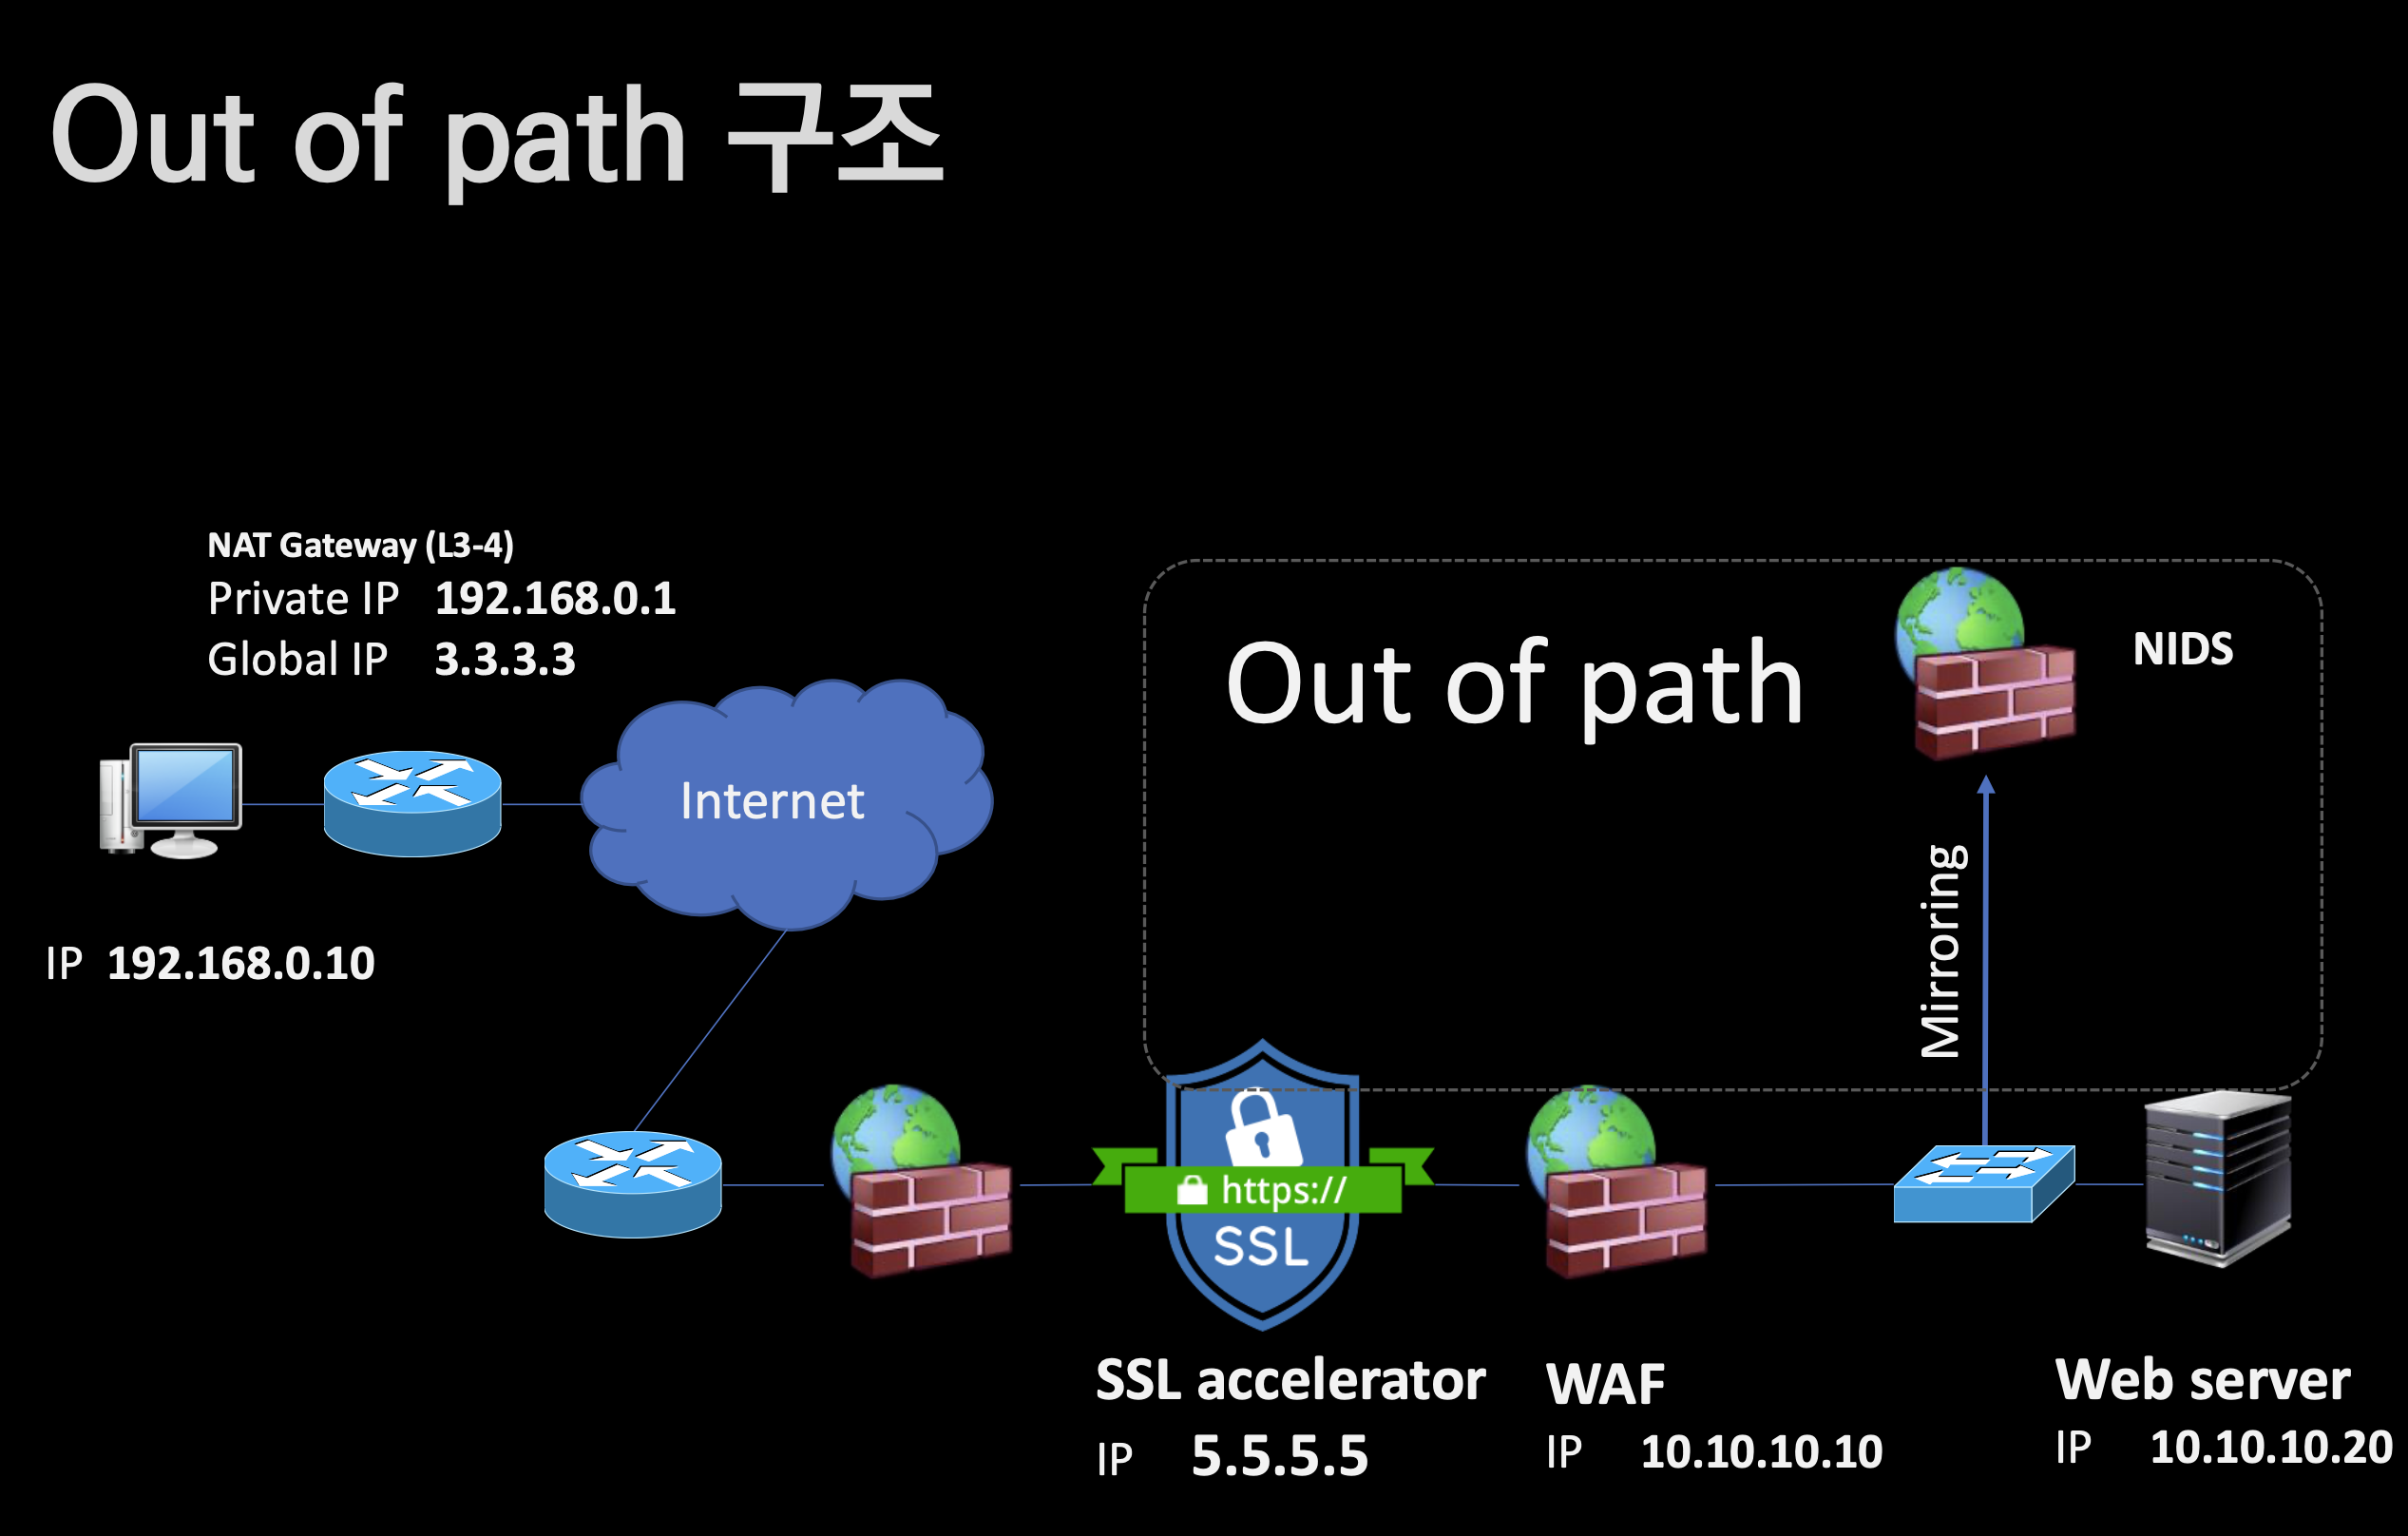 Out of path 구조
NAT Gateway (L3-4)
Private IP 192.168.0.1
Global IP 3.3.3.3
Internet
IP 192.168.0.10
Out of path
NIDS
Mirroring
https://
SSL
SSL accelerator
IP 5.5.5.5
WAF
IP 10.10.10.10
Web server
IP 10.10.10.20